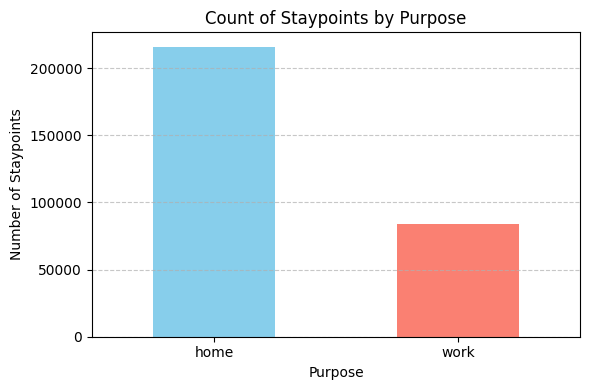 Count of Staypoints by Purpose
Number of Staypoints
200000
150000
100000
50000
0
home work
Purpose